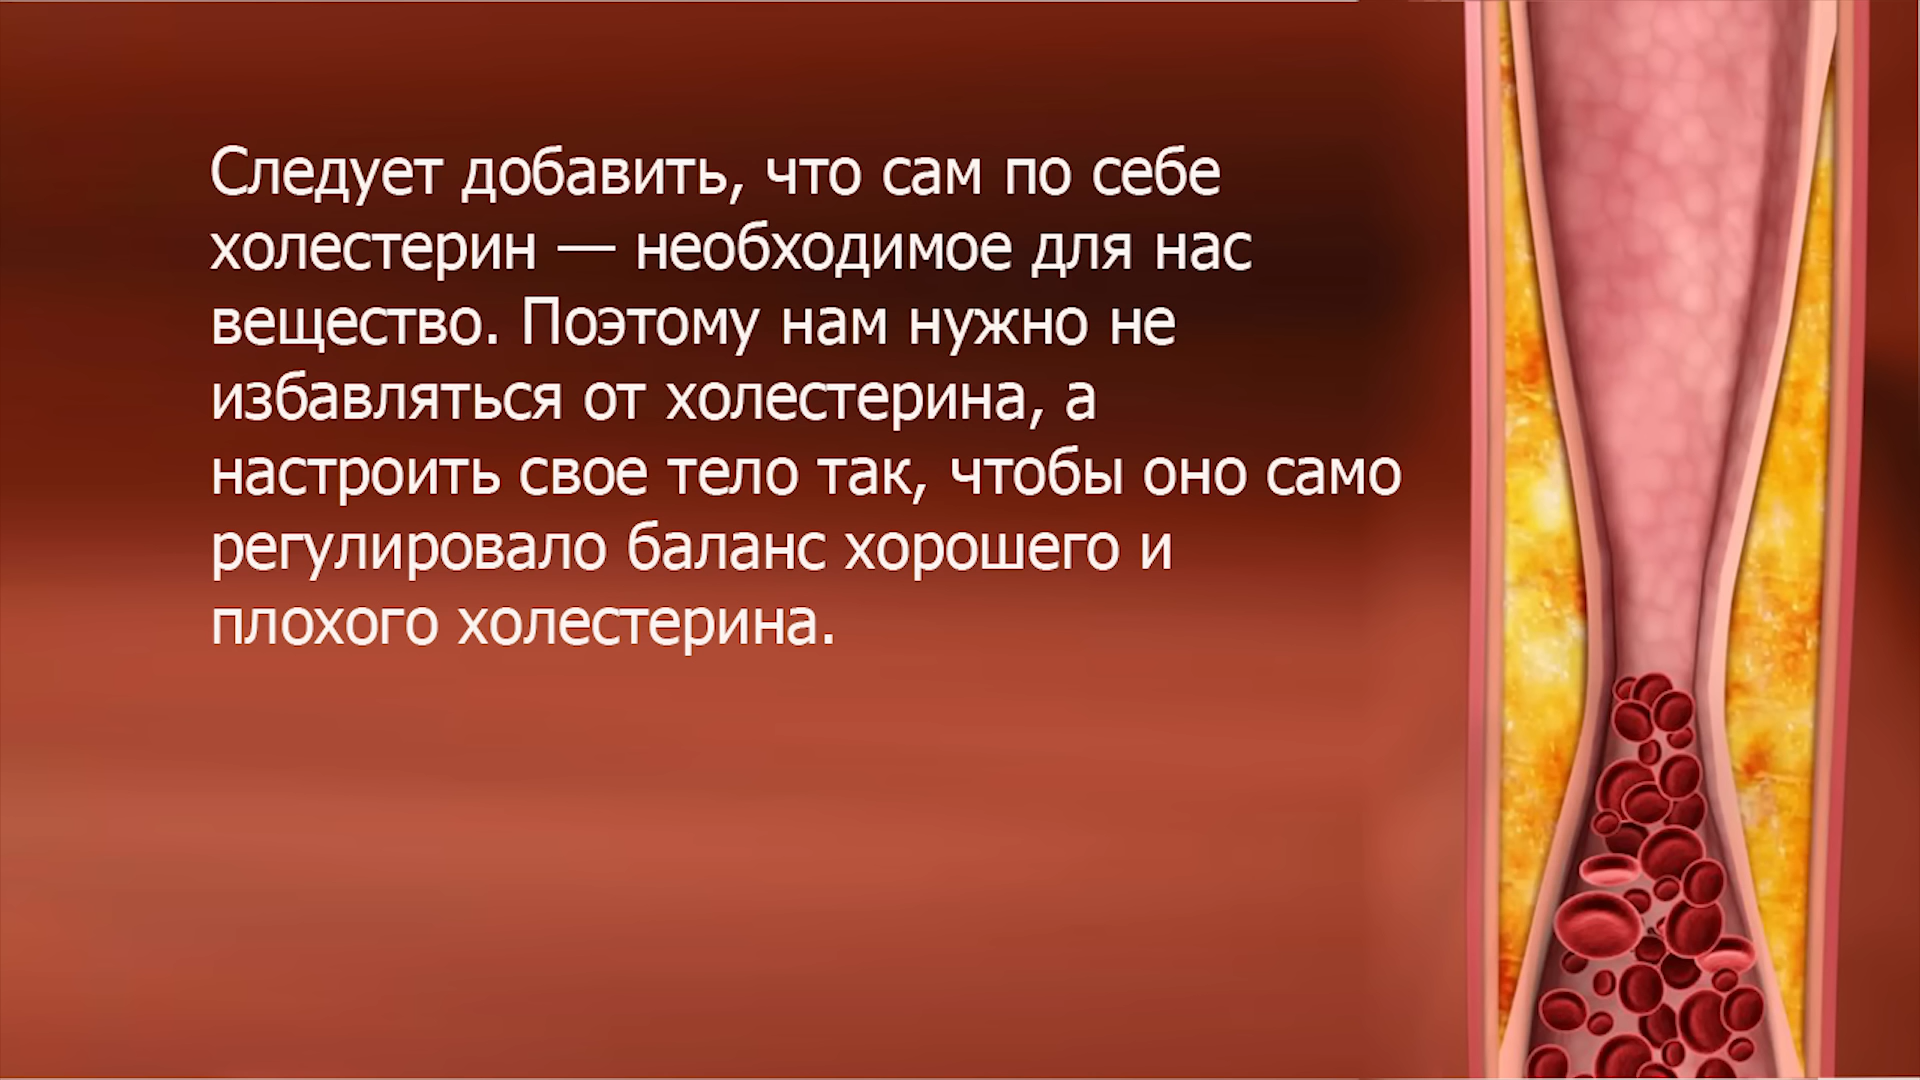 Следует добавить, что сам по себе
холестерин — необходимое для нас
вещество. Поэтому нам нужно не
избавляться от холестерина, а
настроить свое тело так, чтобы оно само
регулировало баланс хорошего и
плохого холестерина.